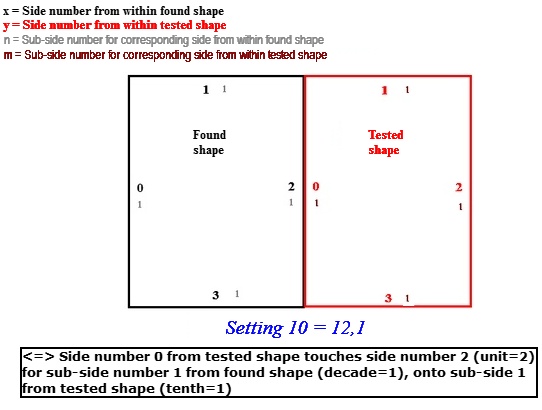 x = Side number from within found shape
y = Side number from within tested shape
n = Sub-side number for corresponding side from within found shape
m = Sub-side number for corresponding side from within tested shape
1 1 1 1
Found Tested
shape shape
0 2 0 2
1 1 1 1
3 1 3 1
Setting 10 = 12,1
<=> Side number 0 from tested shape touches side number 2 (unit=2)
for sub-side number 1 from found shape (decade=1), onto sub-side 1
from tested shape (tenth=1)